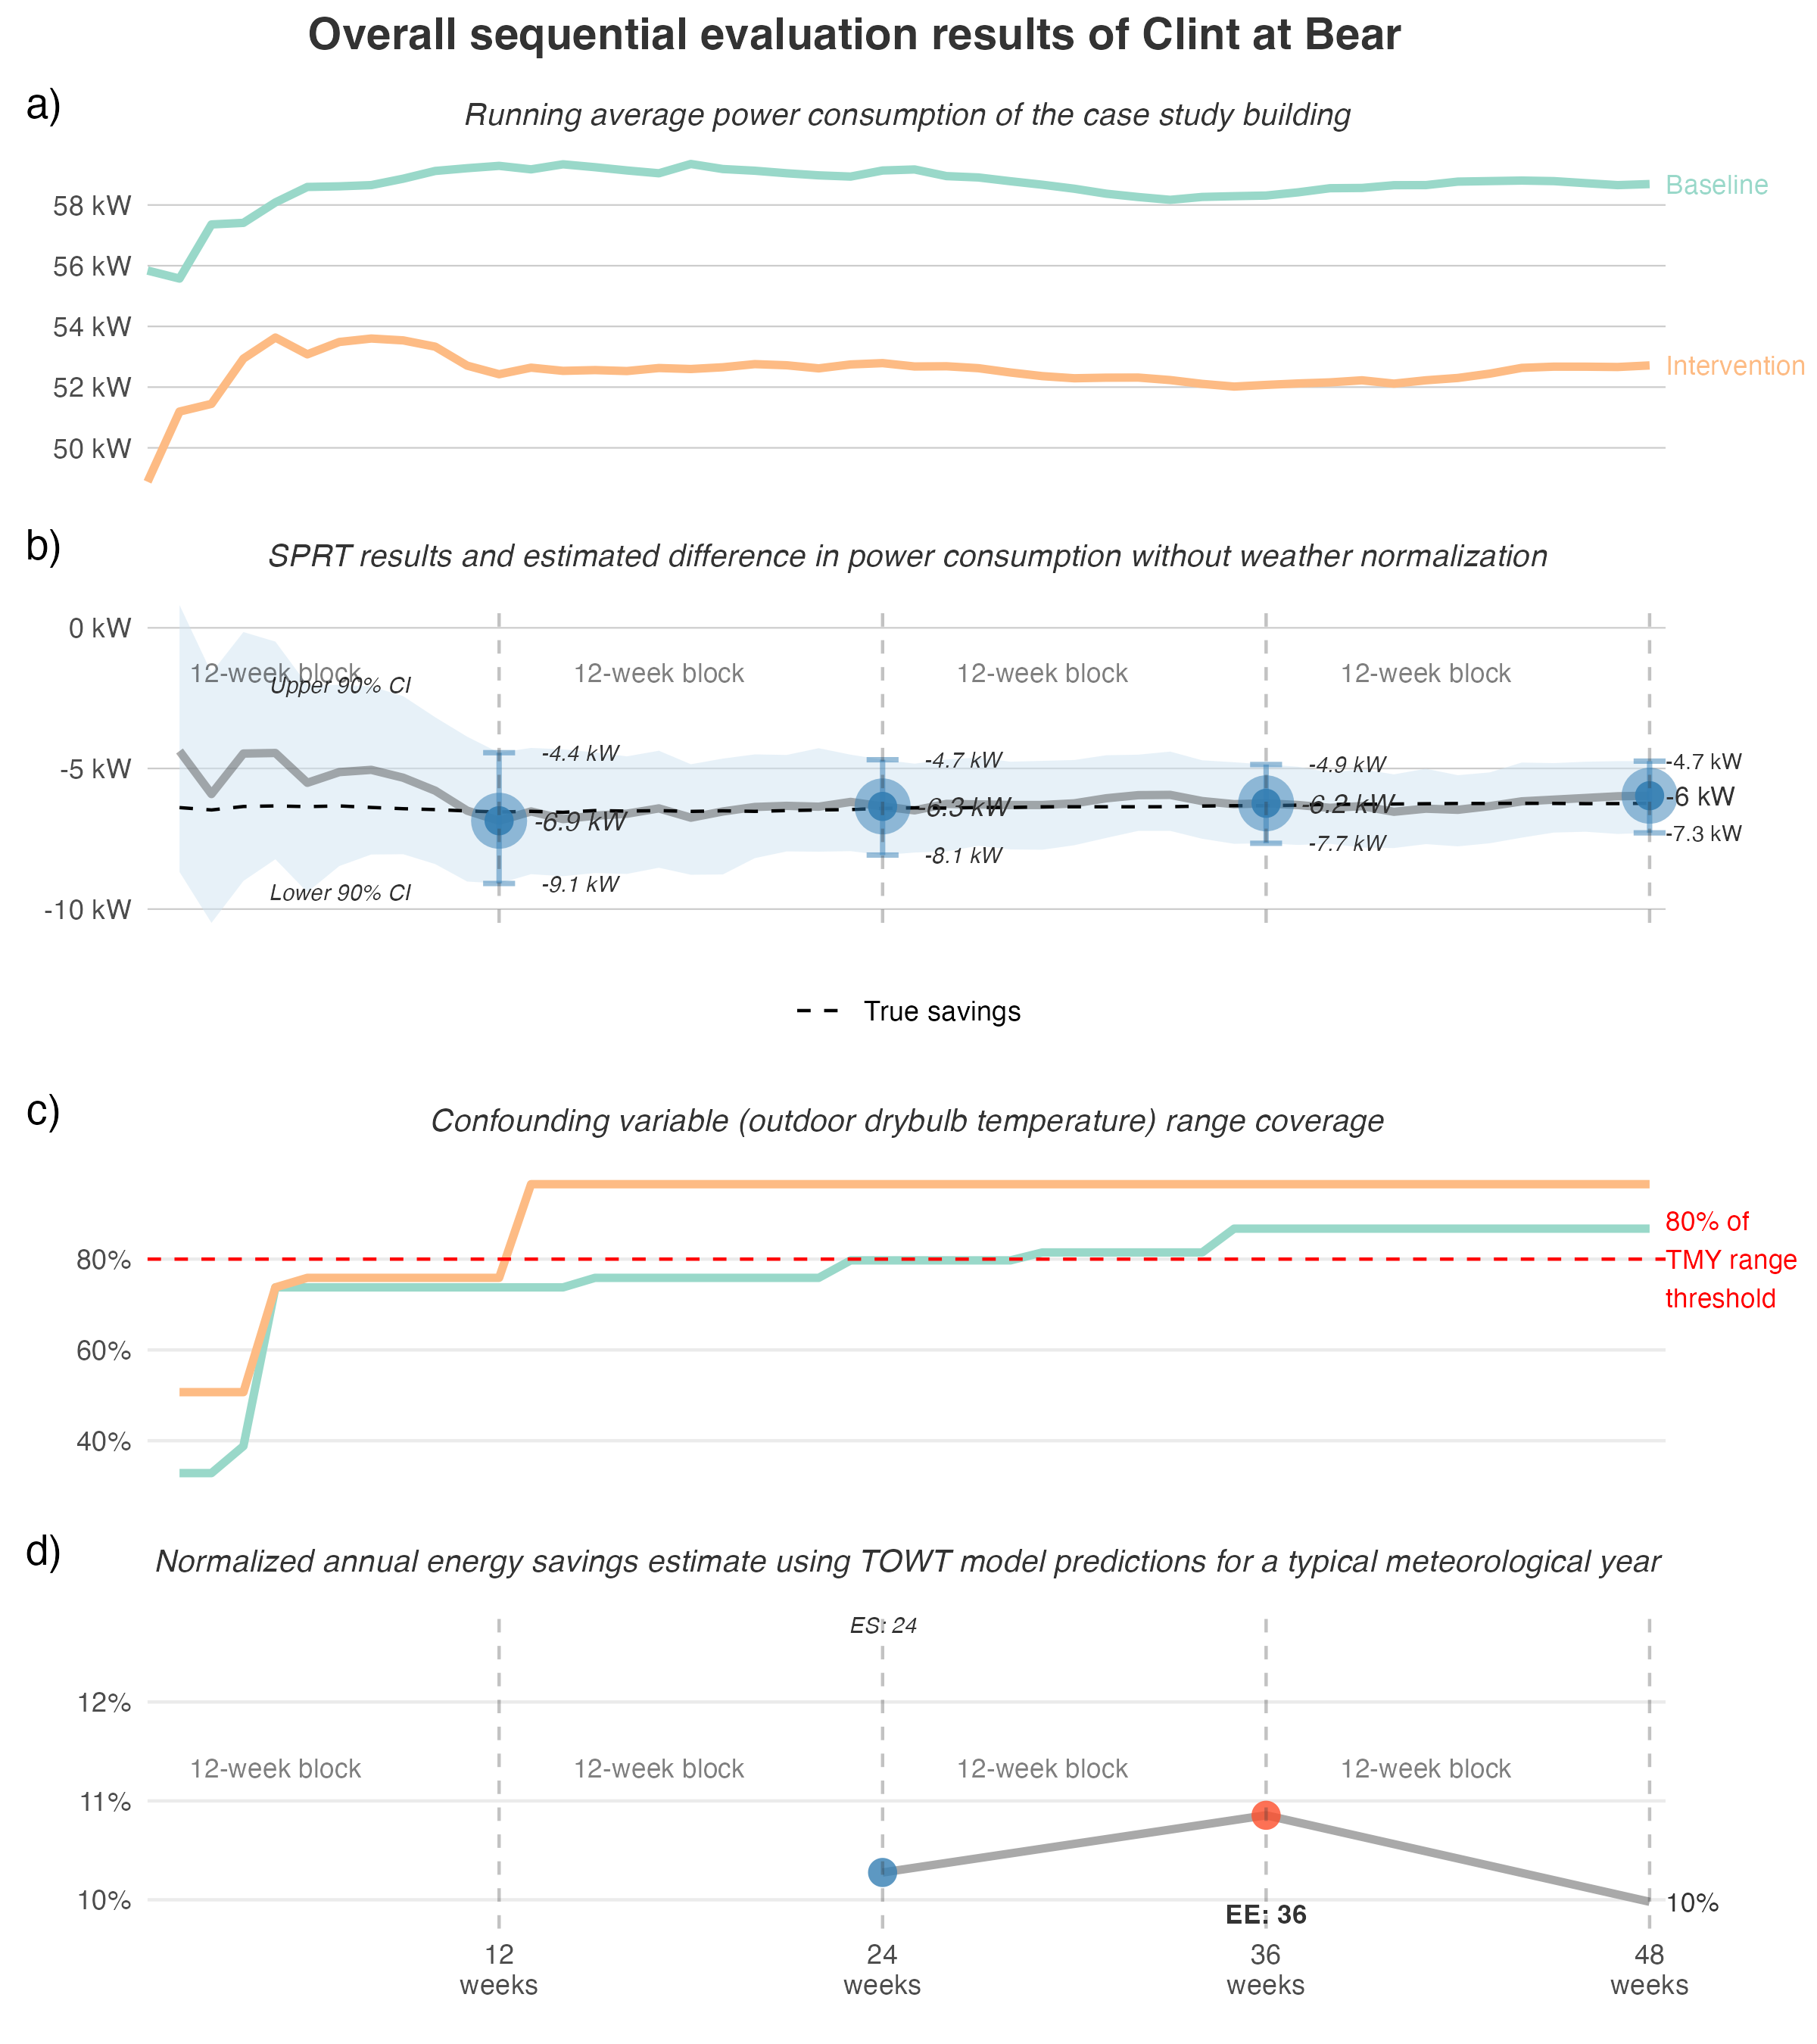 Overall sequential evaluation results of Clint at Bear
a)
Running average power consumption of the case study building
58 kW
56 kW
54 kW
52 kW
50 kW
Baseline
Intervention
b)
SPRT results and estimated difference in power consumption without weather normalization
0 kW
-5 kW
-10 kW
12-week block
12-week block
12-week block
12-week block
Upper 90% CI
Lower 90% CI
-4.4 kW
-6.9 kW
-9.1 kW
-4.7 kW
-6.3 kW
-8.1 kW
-4.9 kW
-6.2 kW
-7.7 kW
-4.7 kW
-6 kW
-7.3 kW
True savings
c)
Confounding variable (outdoor drybulb temperature) range coverage
80%
60%
40%
80% of
TMY range
threshold
d)
Normalized annual energy savings estimate using TOWT model predictions for a typical meteorological year
ES: 24
12%
11%
10%
12-week block
12-week block
12-week block
12-week block
EE: 36
10%
12
weeks
24
weeks
36
weeks
48
weeks